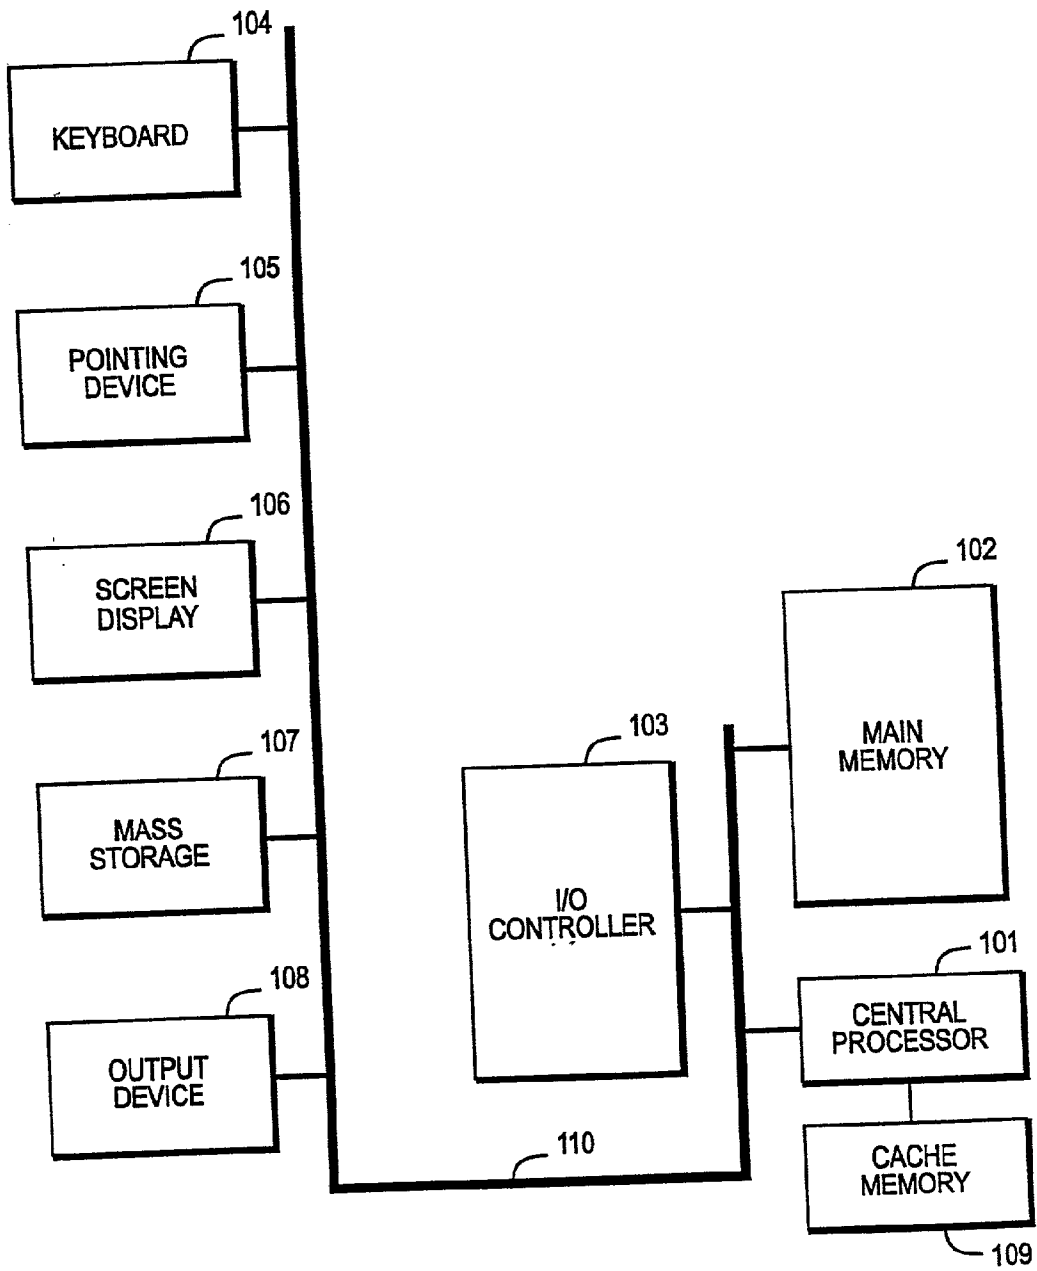 104
KEYBOARD
105
POINTING
DEVICE
106
SCREEN
DISPLAY
107
MASS
STORAGE
108
OUTPUT
DEVICE
103
I/O
CONTROLLER
102
MAIN
MEMORY
101
CENTRAL
PROCESSOR
110
CACHE
MEMORY
109